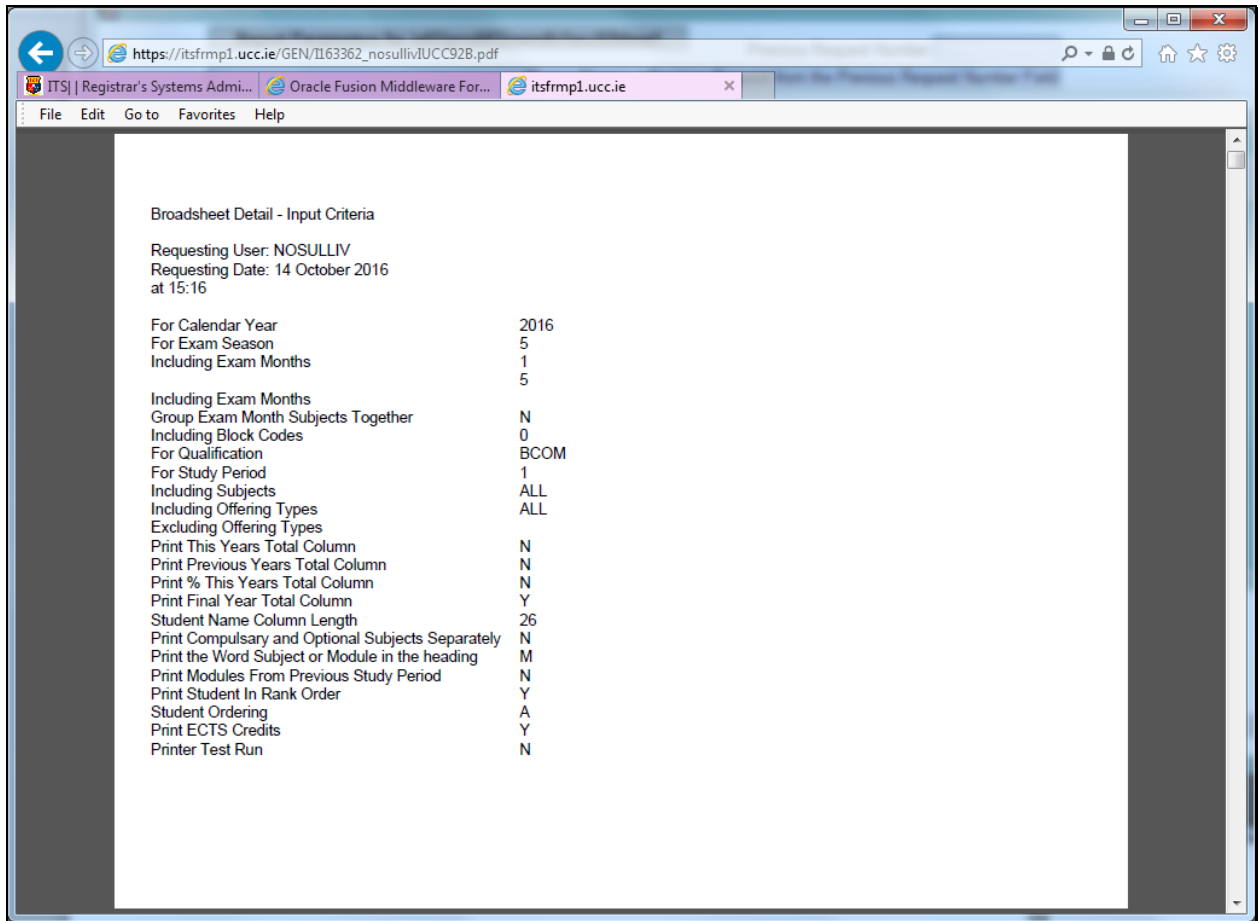 https://itsfrmp1.ucc.ie/GEN/I163362_nosullivIUCC92B.pdf
ITS| | Registrar's Systems Admi... Oracle Fusion Middleware For... itsfrmp1.ucc.ie
File Edit Go to Favorites Help
Broadsheet Detail - Input Criteria
Requesting User: NOSULLIV
Requesting Date: 14 October 2016
at 15:16
For Calendar Year 2016
For Exam Season 5
Including Exam Months 1
5
Including Exam Months
Group Exam Month Subjects Together N
Including Block Codes 0
For Qualification BCOM
For Study Period 1
Including Subjects ALL
Including Offering Types ALL
Excluding Offering Types
Print This Years Total Column N
Print Previous Years Total Column N
Print % This Years Total Column N
Print Final Year Total Column Y
Student Name Column Length 26
Print Compulsary and Optional Subjects Separately N
Print the Word Subject or Module in the heading M
Print Modules From Previous Study Period N
Print Student In Rank Order Y
Student Ordering A
Print ECTS Credits Y
Printer Test Run N